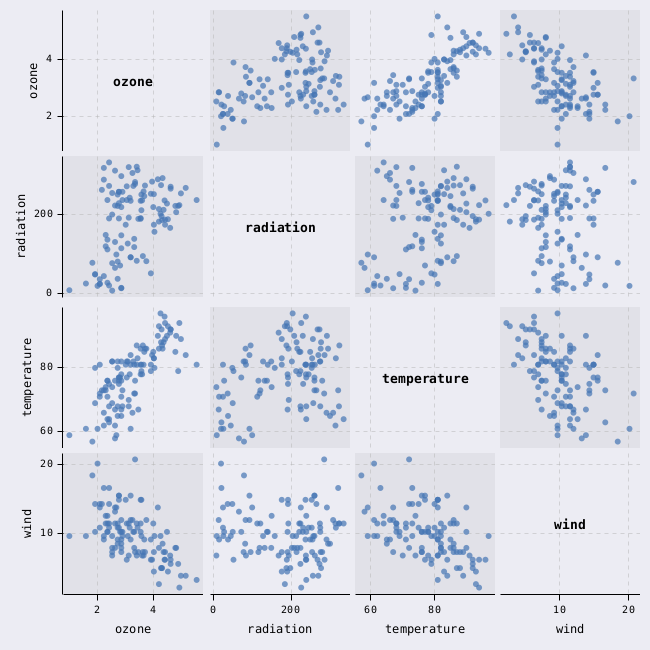 ozone
4
2
ozone
radiation
200
0
radiation
temperature
80
60
temperature
wind
20
10
wind
2 4 0 200 60 80 10 20
ozone radiation temperature wind